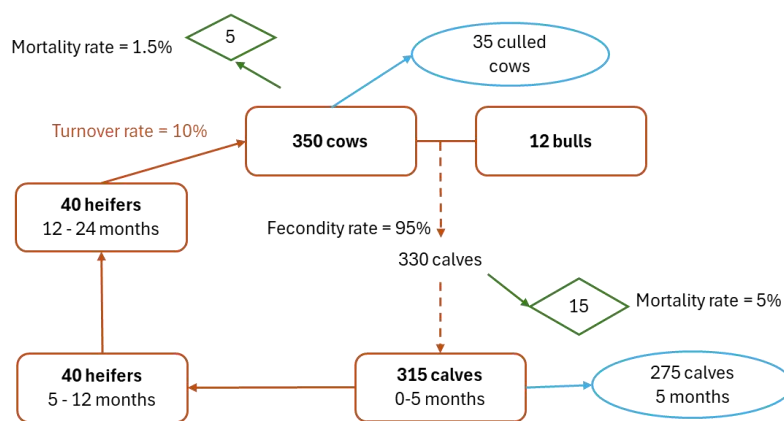 Mortality rate = 1.5%
5
35 culled
cows
Turnover rate = 10%
350 cows
12 bulls
40 heifers
12 - 24 months
Fecondity rate = 95%
330 calves
15
Mortality rate = 5%
40 heifers
5 - 12 months
315 calves
0-5 months
275 calves
5 months